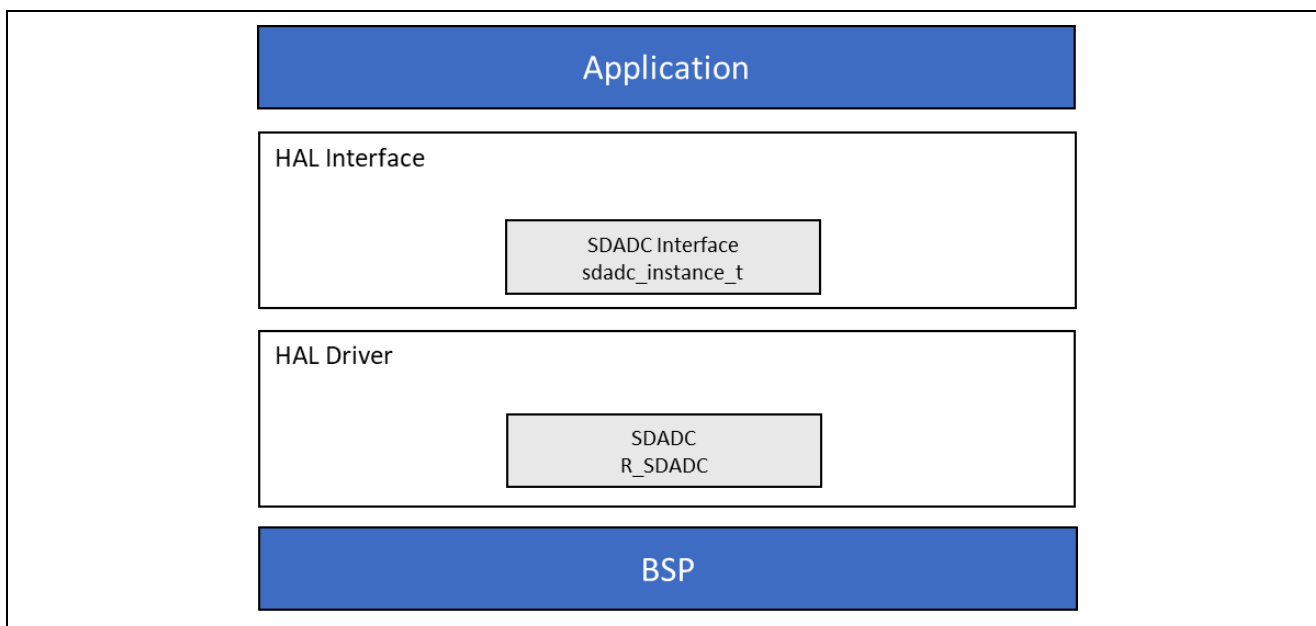 Application
HAL Interface
SDADC Interface
sdadc_instance_t
HAL Driver
SDADC
R_SDADC
BSP